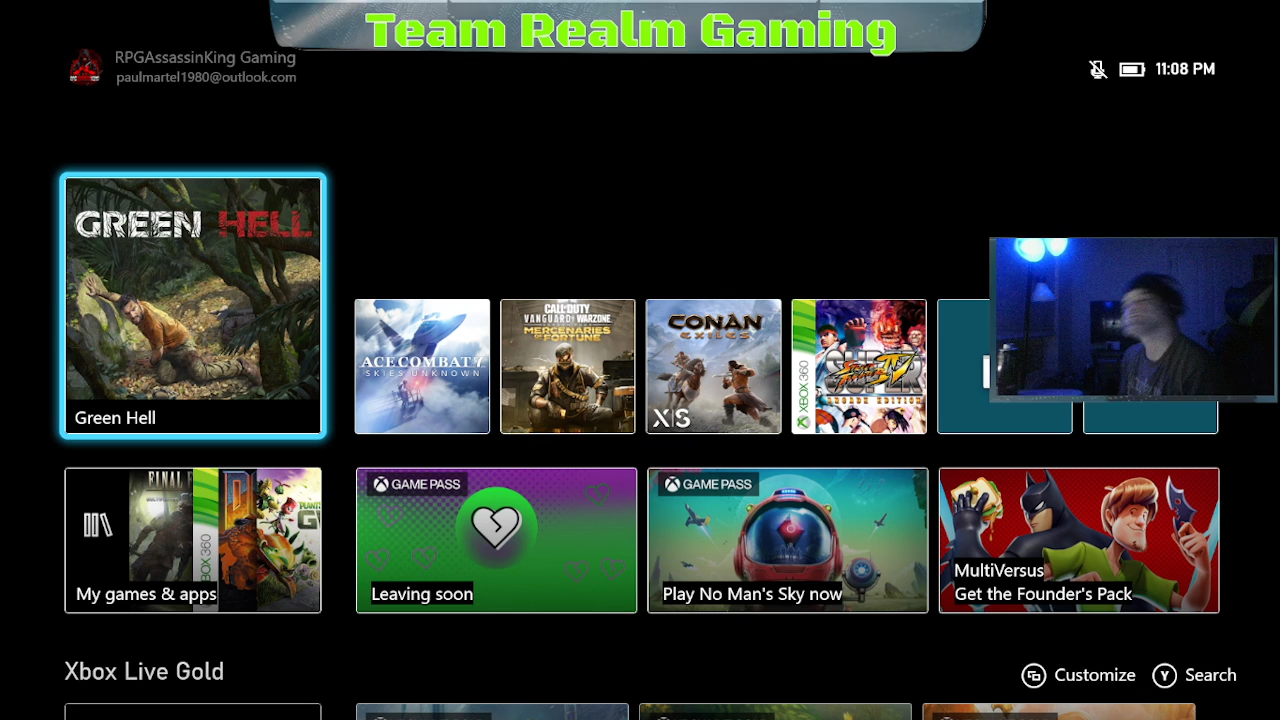 Team Realm Gaming
RPGAssassinKing Gaming
paulmartel1980@outlook.com
11:08 PM
GREEN HELL
Green Hell
ACE COMBAT 7
SKIES UNKNOWN
CALL OF DUTY
VANGUARD WARZONE
MERCENARIES OF FORTUNE
CONAN
EXILES
X|S
XBOX 360
SUPER
STREET FIGHTER IV
ARCADE EDITION
FINAL
XBOX 360
My games & apps
GAME PASS
Leaving soon
GAME PASS
Play No Man's Sky now
MultiVersus
Get the Founder's Pack
Xbox Live Gold
Customize
Y
Search